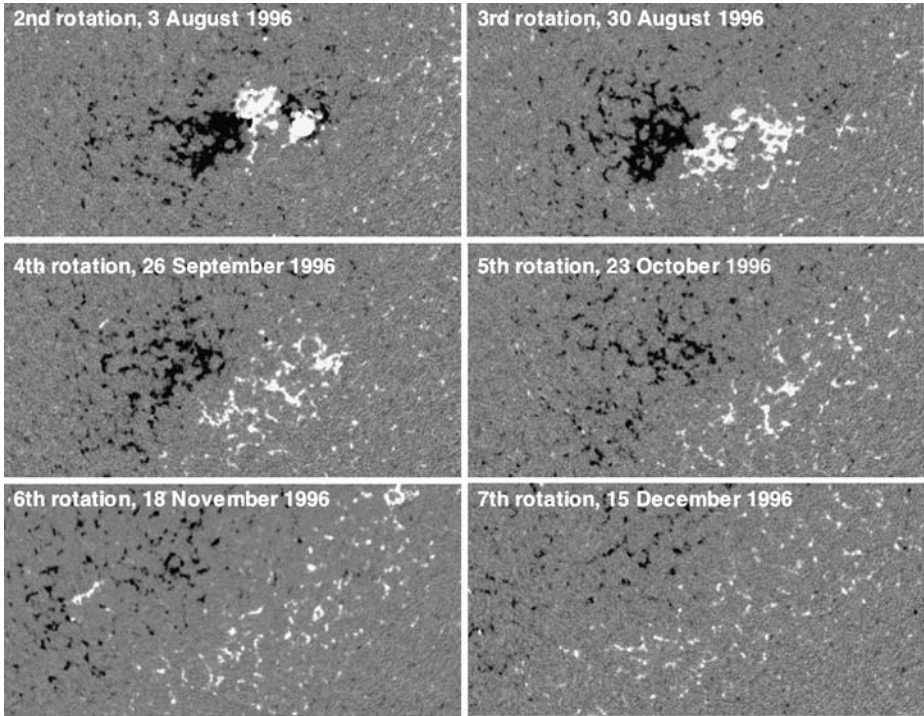 2nd rotation, 3 August 1996
3rd rotation, 30 August 1996
4th rotation, 26 September 1996
5th rotation, 23 October 1996
6th rotation, 18 November 1996
7th rotation, 15 December 1996